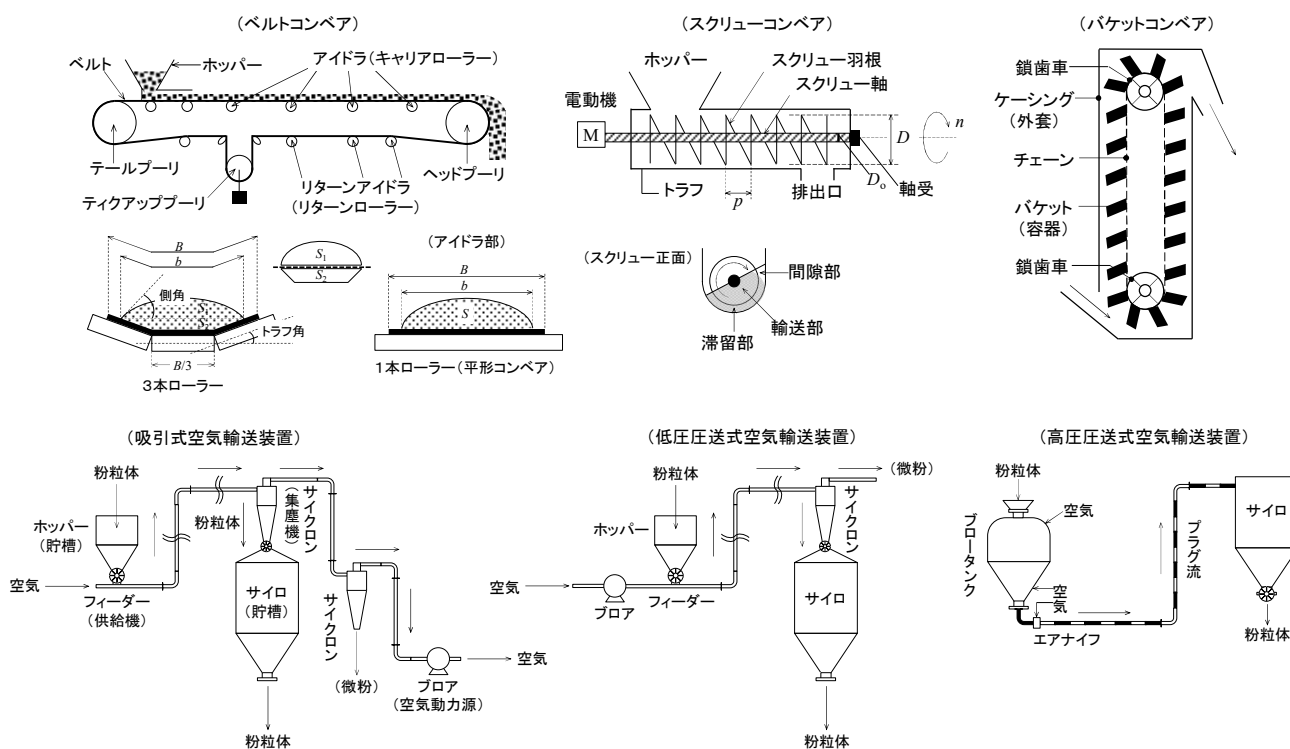 (ベルトコンベア)
ベルト
ホッパー
アイドラ(キャリアローラー)
テールプーリ
ティクアッププーリ
リターンアイドラ
(リターンローラー)
ヘッドプーリ
(アイドラ部)
B
b
側角
トラフ角
B/3
3本ローラー
S1
S2
B
b
S
1本ローラー(平形コンベア)
(スクリューコンベア)
ホッパー
スクリュー羽根
スクリュー軸
電動機
M
D
n
トラフ
p
排出口
Do
軸受
(スクリュー正面)
間隙部
輸送部
滞留部
(バケットコンベア)
鎖歯車
ケーシング
(外套)
チェーン
バケット
(容器)
鎖歯車
(吸引式空気輸送装置)
粉粒体
ホッパー
(貯槽)
空気
フィーダー
(供給機)
粉粒体
サイクロン
(集塵機)
サイロ
(貯槽)
サイクロン
(微粉)
ブロア
(空気動力源)
空気
粉粒体
(低圧圧送式空気輸送装置)
粉粒体
ホッパー
空気
ブロア
フィーダー
(微粉)
サイクロン
サイロ
粉粒体
(高圧圧送式空気輸送装置)
粉粒体
空気
ブロータンク
空気
エアナイフ
プラグ流
サイロ
粉粒体